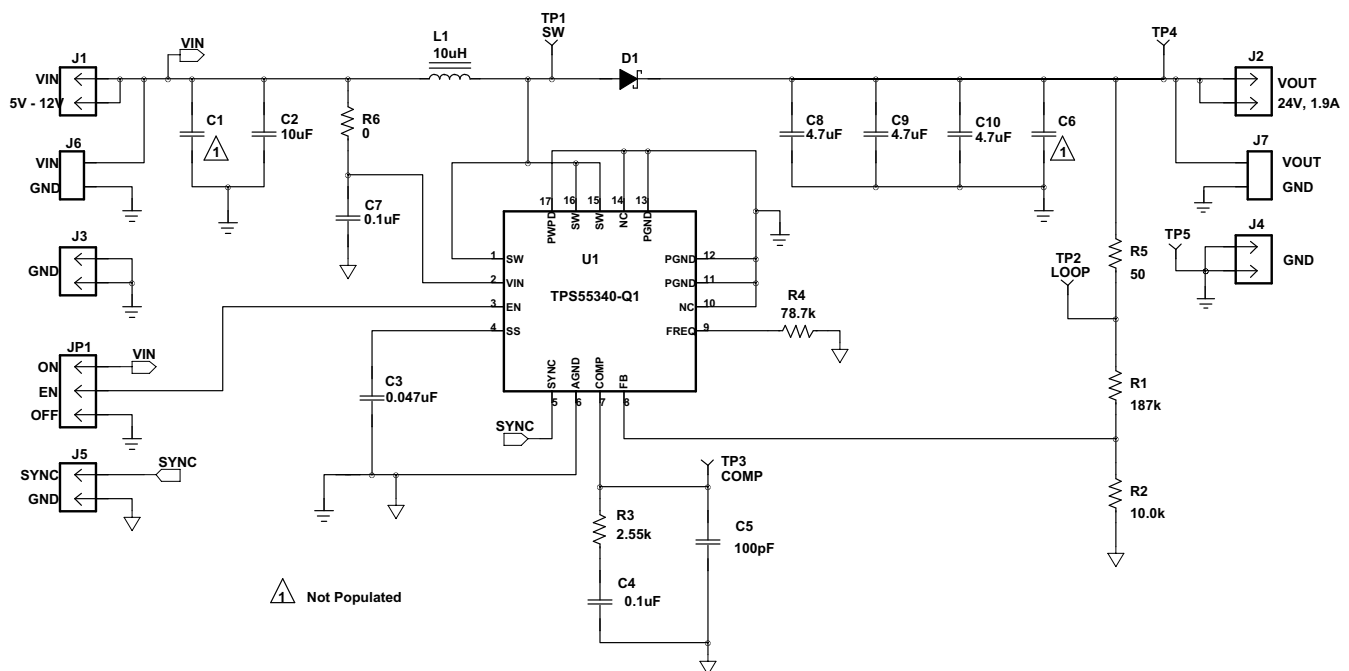 TP1
SW
TP4
VIN
L1
10uH
D1
J1
VIN
5V - 12V
J2
VOUT
24V, 1.9A
C1
1
C2
10uF
R6
0
C8
4.7uF
C9
4.7uF
C10
4.7uF
C6
1
J6
VIN
GND
J7
VOUT
GND
C7
0.1uF
17
16
15
14
13
PWPD
SW
SW
NC
PGND
J3
GND
U1
TPS55340-Q1
1
SW
2
VIN
3
EN
4
SS
PGND
12
PGND
11
NC
10
FREQ
9
SYNC
AGND
COMP
FB
5
6
7
8
R4
78.7k
TP2
LOOP
R5
50
TP5
J4
GND
JP1
ON
EN
OFF
VIN
C3
0.047uF
R1
187k
SYNC
J5
SYNC
GND
SYNC
TP3
COMP
R2
10.0k
R3
2.55k
C5
100pF
C4
0.1uF
1
Not Populated